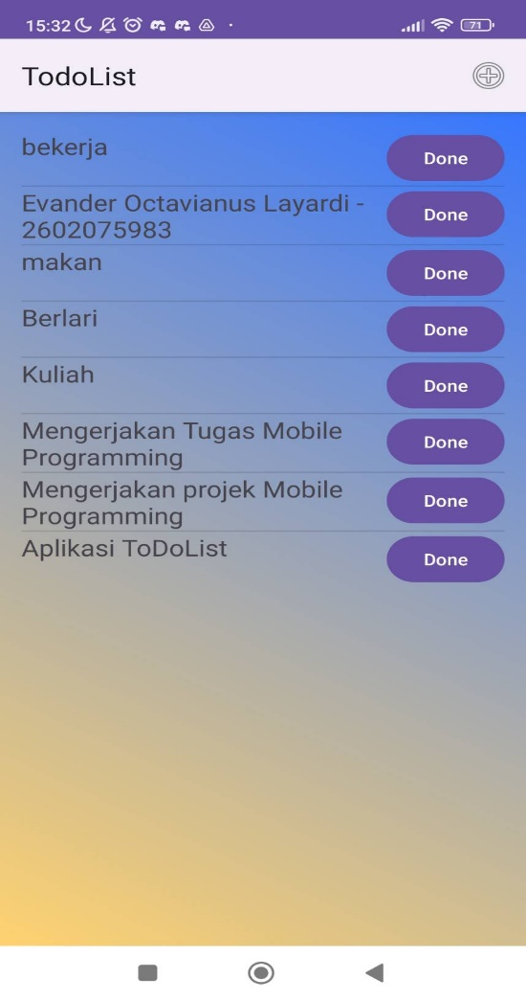 15:32
71
TodoList
bekerja
Done
Evander Octavianus Layardi -
2602075983
Done
makan
Done
Berlari
Done
Kuliah
Done
Mengerjakan Tugas Mobile
Programming
Done
Mengerjakan projek Mobile
Programming
Done
Aplikasi ToDoList
Done